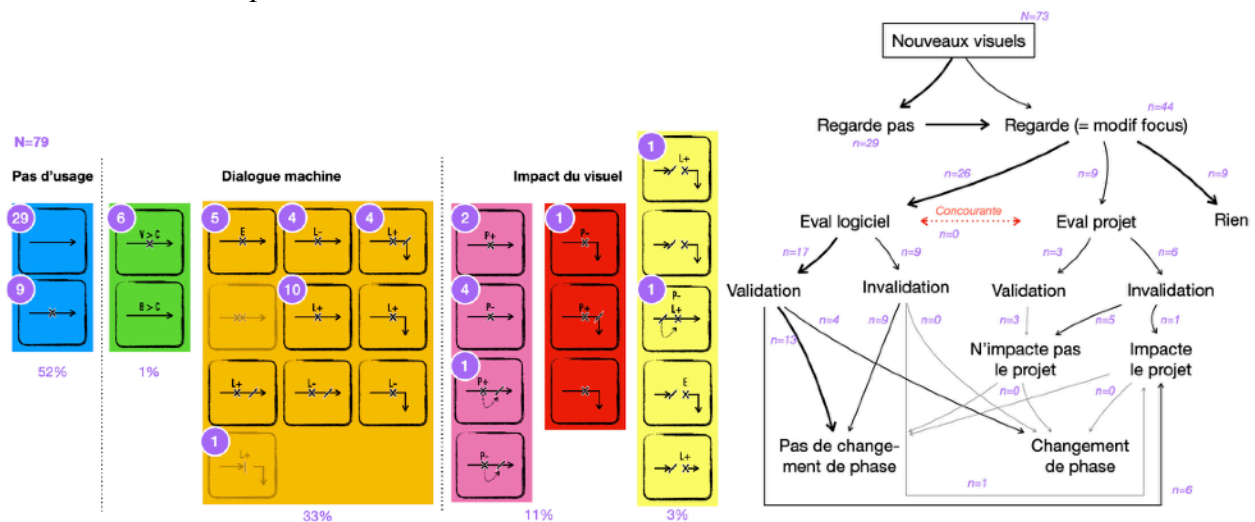 N=79
Pas d'usage
Dialogue machine
Impact du visuel
29
9
52%
6
V > C
B > C
1%
5
E
4
L-
4
L+
10
L+
L+
L+
L-
L-
1
L+
33%
2
P+
4
P-
1
P+
P-
11%
1
P-
P+
1
L+
1
P-
L+
E
L+
3%
N=73
Nouveaux visuels
n=44
Regarde pas
Regarde (= modif focus)
n=29
n=26
n=9
n=9
Eval logiciel
Concourante
n=0
Eval projet
Rien
n=17
n=9
n=3
n=6
Validation
Invalidation
Validation
Invalidation
n=4
n=9
n=0
n=3
n=5
n=1
n=13
N'impacte pas
le projet
Impacte
le projet
n=0
n=0
Pas de change-
ment de phase
Changement
de phase
n=1
n=6